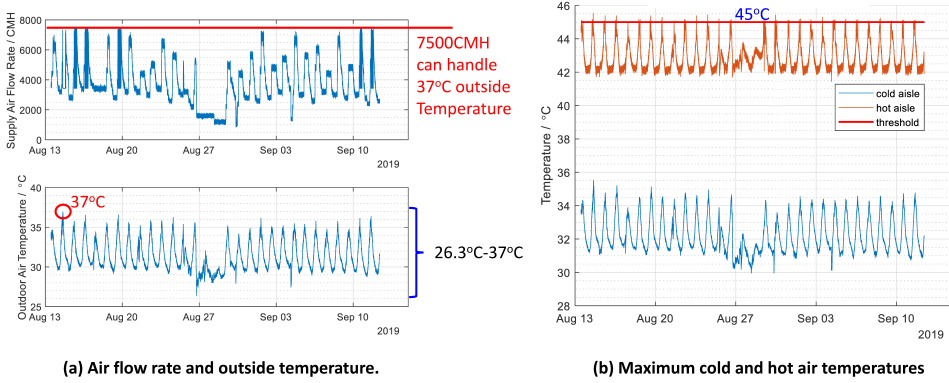 8000
6000
4000
2000
0
Supply Air Flow Rate / CMH
Aug 13
Aug 20
Aug 27
Sep 03
Sep 10
2019
7500CMH
can handle
37°C outside
Temperature
40
35
30
25
Outdoor Air Temperature / °C
37°C
Aug 13
Aug 20
Aug 27
Sep 03
Sep 10
2019
26.3°C-37°C
(a) Air flow rate and outside temperature.
46
44
42
40
38
36
34
32
30
28
Temperature / °C
45°C
cold aisle
hot aisle
threshold
Aug 13
Aug 20
Aug 27
Sep 03
Sep 10
2019
(b) Maximum cold and hot air temperatures